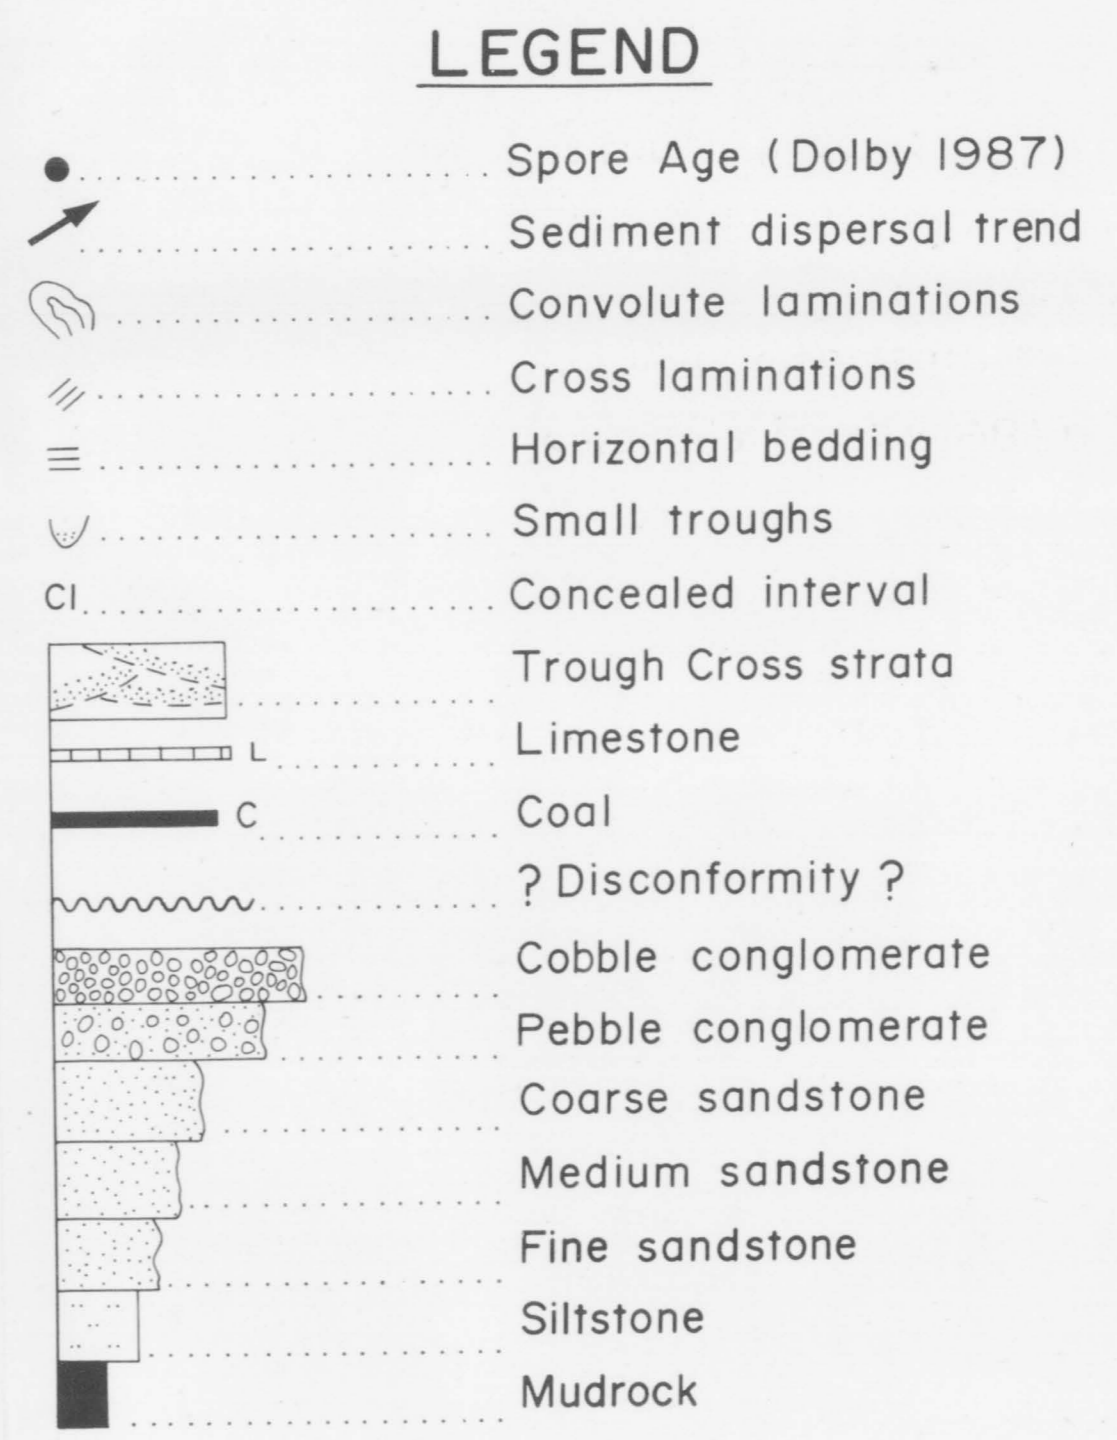 LEGEND
Spore Age (Dolby 1987)
Sediment dispersal trend
Convolute laminations
Cross laminations
Horizontal bedding
Small troughs
CI Concealed interval
Trough Cross strata
L Limestone
C Coal
? Disconformity ?
Cobble conglomerate
Pebble conglomerate
Coarse sandstone
Medium sandstone
Fine sandstone
Siltstone
Mudrock